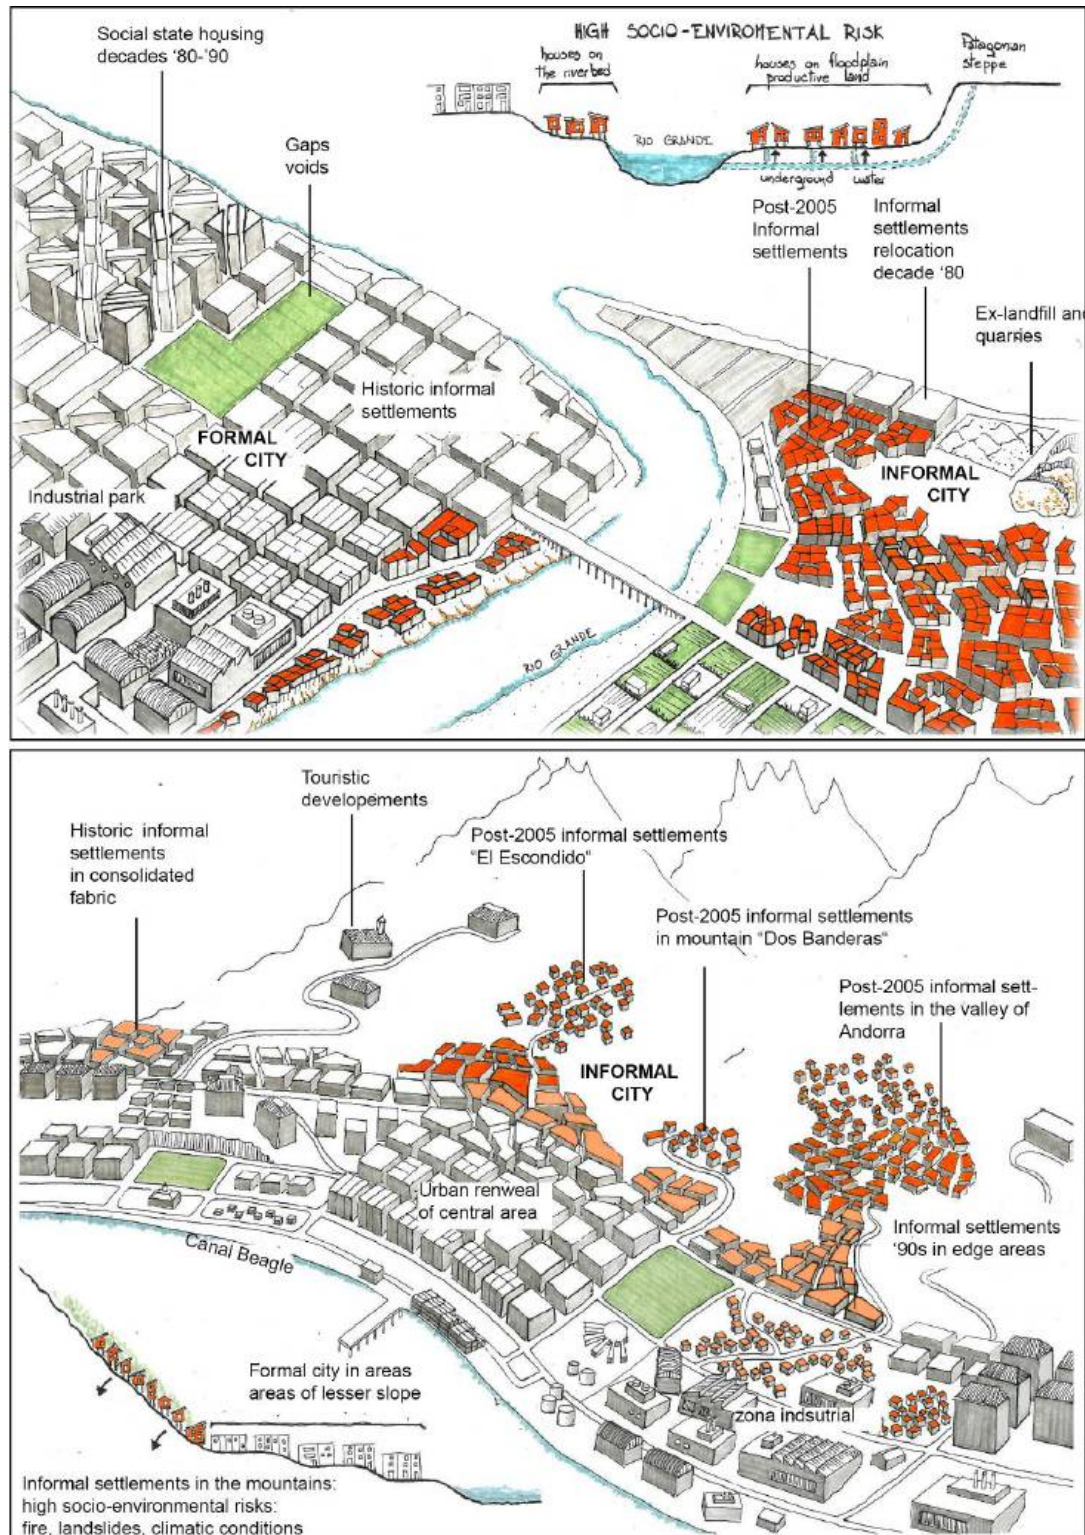 Social state housing
decades ‘80-’90
HIGH SOCIO-ENVIROMENTAL RISK
houses on
the riverbed
houses on floodplain
productive land
Patagonian
steppe
Gaps
voids
RIO GRANDE
underground water
Post-2005
Informal
settlements
Informal
settlements
relocation
decade ‘80
Ex-landfill and
quarries
Historic informal
settlements
FORMAL
CITY
INFORMAL
CITY
Industrial park
RIO GRANDE
Touristic
developements
Historic informal
settlements
in consolidated
fabric
Post-2005 informal settlements
“El Escondido“
Post-2005 informal settlements
in mountain “Dos Banderas“
Post-2005 informal sett-
lements in the valley of
Andorra
INFORMAL
CITY
Urban renweal
of central area
Informal settlements
‘90s in edge areas
Canal Beagle
Formal city in areas
areas of lesser slope
zona indsutrial
Informal settlements in the mountains:
high socio-environmental risks:
fire, landslides, climatic conditions